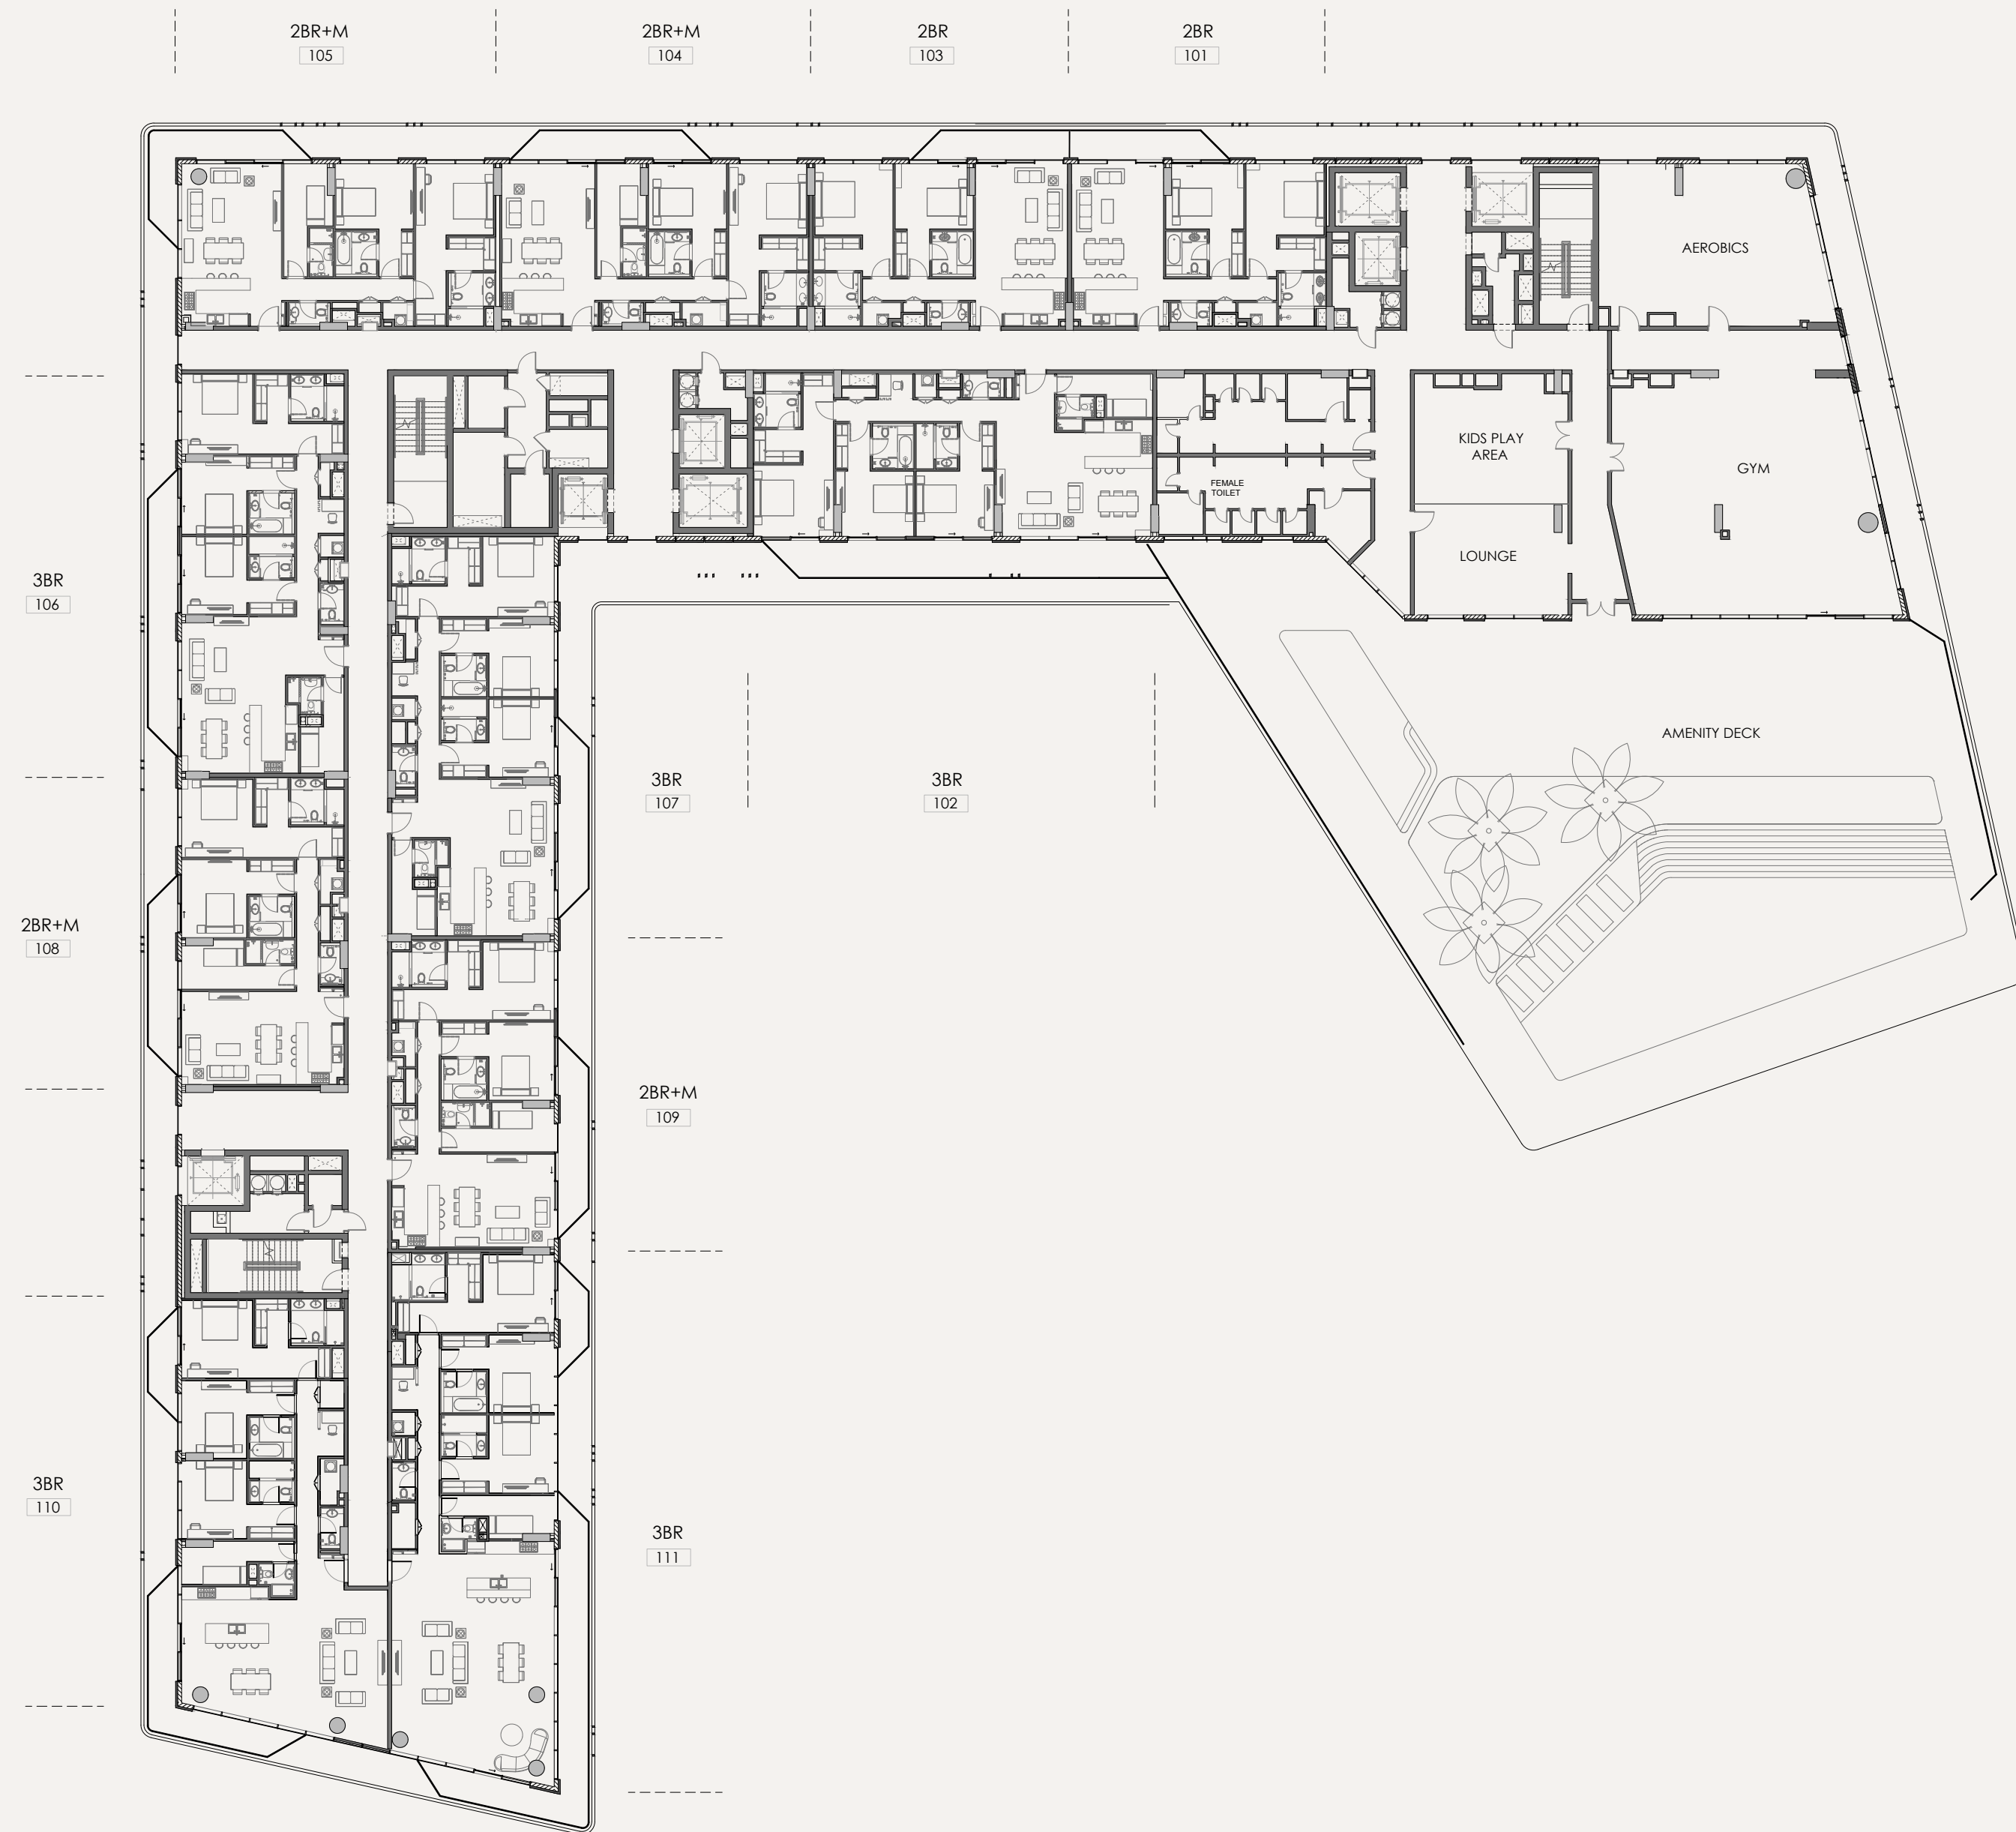 2BR+M
105
2BR+M
104
2BR
103
2BR
101
AEROBICS
KIDS PLAY
AREA
GYM
FEMALE
TOILET
LOUNGE
3BR
106
AMENITY DECK
3BR
107
3BR
102
2BR+M
108
2BR+M
109
3BR
110
3BR
111